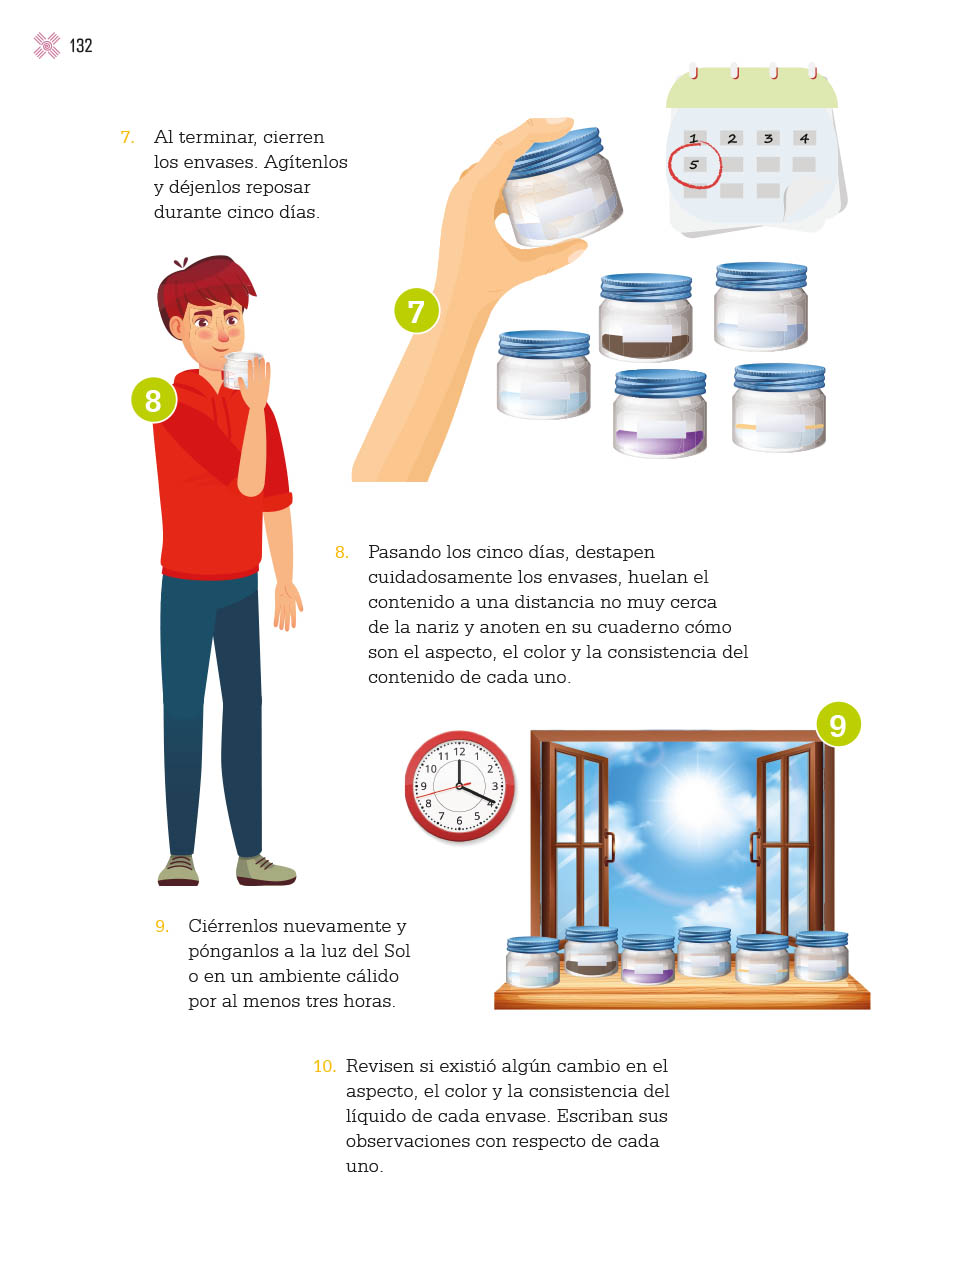 132
7. Al terminar, cierren
los envases. Agítenlos
y déjenlos reposar
durante cinco días.
1 2 3 4
5
7
8
8. Pasando los cinco días, destapen
cuidadosamente los envases, huelan el
contenido a una distancia no muy cerca
de la nariz y anoten en su cuaderno cómo
son el aspecto, el color y la consistencia del
contenido de cada uno.
9
12
11 1
10 2
9 3
8 4
7 5
6
9. Ciérrenlos nuevamente y
pónganlos a la luz del Sol
o en un ambiente cálido
por al menos tres horas.
10. Revisen si existió algún cambio en el
aspecto, el color y la consistencia del
líquido de cada envase. Escriban sus
observaciones con respecto de cada
uno.